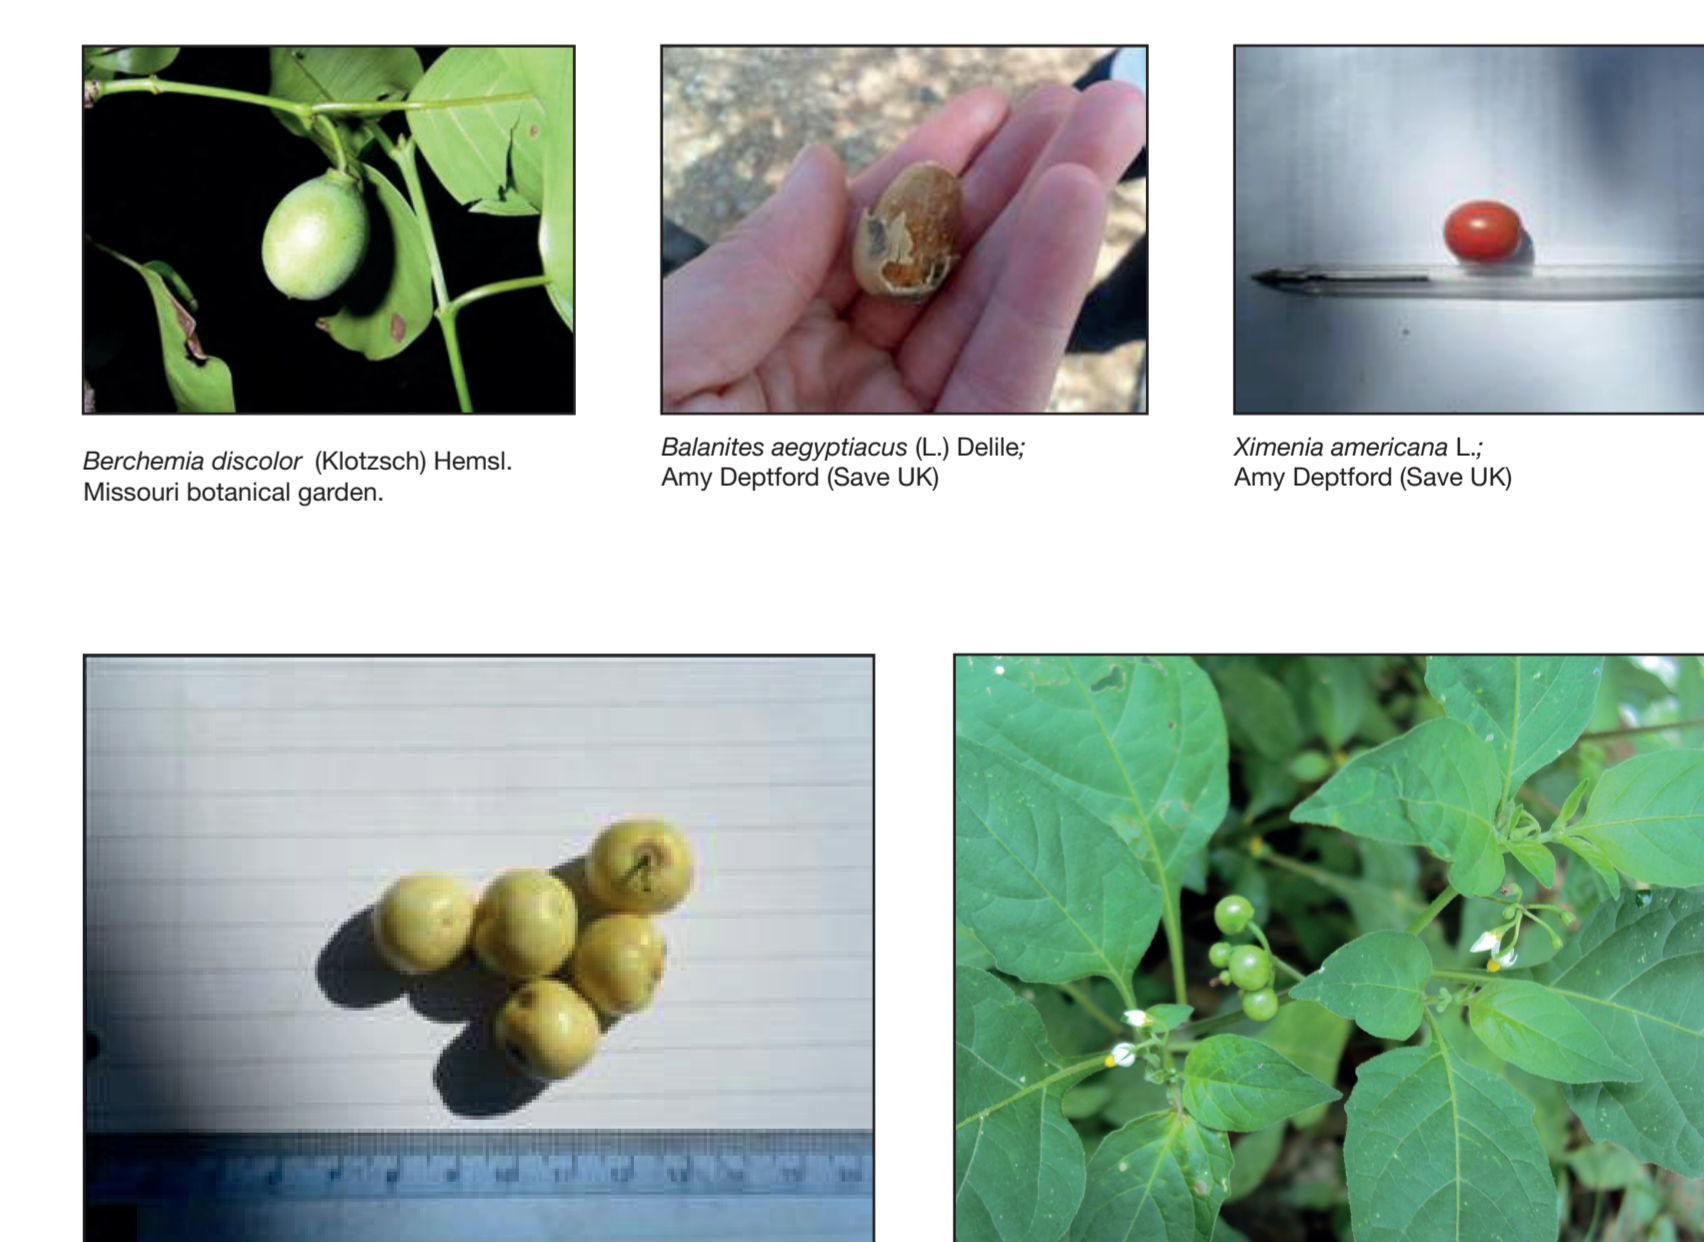 Berchemia discolor (Klotzsch) Hemsl.
Missouri botanical garden.
Balanites aegyptiacus (L.) Delile;
Amy Deptford (Save UK)
Ximenia americana L.;
Amy Deptford (Save UK)